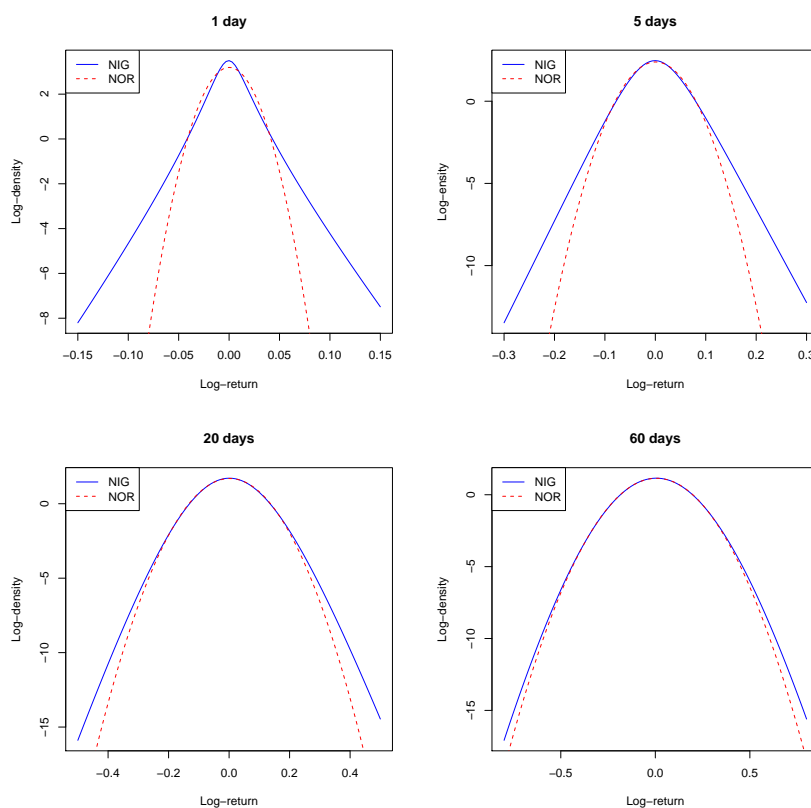 1 day
NIG
NOR
Log−density
2
0
−2
−4
−6
−8
−0.15 −0.10 −0.05 0.00 0.05 0.10 0.15
Log−return
5 days
NIG
NOR
Log−ensity
0
−5
−10
−0.3 −0.2 −0.1 0.0 0.1 0.2 0.3
Log−return
20 days
NIG
NOR
Log−density
0
−5
−10
−15
−0.4 −0.2 0.0 0.2 0.4
Log−return
60 days
NIG
NOR
Log−density
0
−5
−10
−15
−0.5 0.0 0.5
Log−return